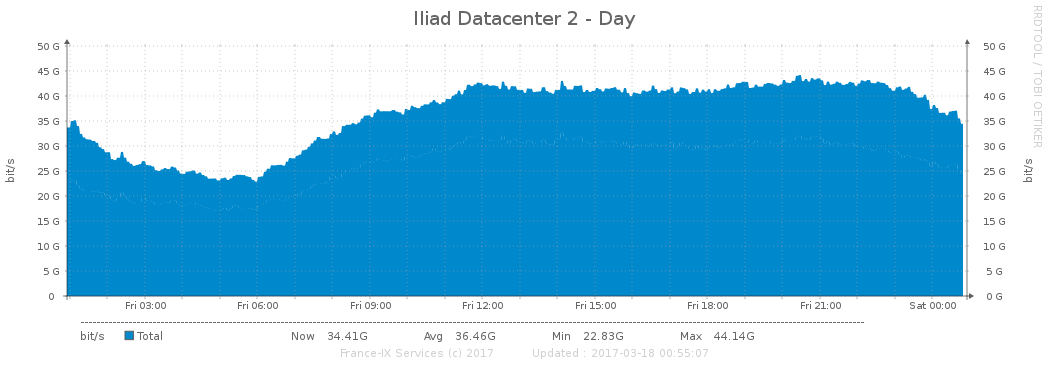 Iliad Datacenter 2 - Day
RRDTOOL / TOBI OETIKER
50 G 50 G
45 G 45 G
40 G 40 G
35 G 35 G
30 G 30 G
25 G 25 G
20 G 20 G
15 G 15 G
10 G 10 G
5 G 5 G
0 0 G
bit/s bit/s
Fri 03:00 Fri 06:00 Fri 09:00 Fri 12:00 Fri 15:00 Fri 18:00 Fri 21:00 Sat 00:00
bit/s Total Now 34.41G Avg 36.46G Min 22.83G Max 44.14G
France-IX Services (c) 2017 Updated : 2017-03-18 00:55:07